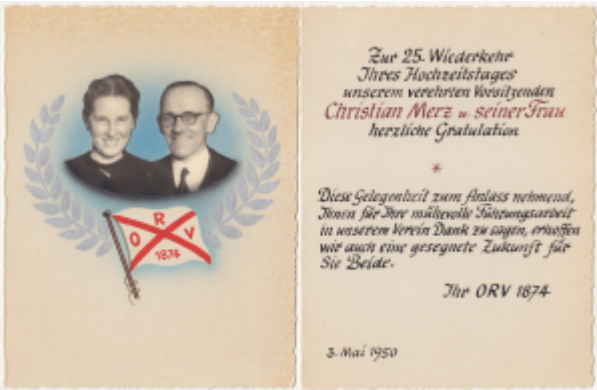 O R V
1874
Zur 25. Wiederkehr
Ihres Hochzeitstages
unserem verehrten Vorsitzenden
Christian Merz u. seiner Frau
herzliche Gratulation
*
Diese Gelegenheit zum Anlass nehmend,
Ihnen für Ihre mühevolle Führungsarbeit
in unserem Verein Dank zu sagen, erhoffen
wir auch eine gesegnete Zukunft für
Sie Beide.
Ihr ORV 1874
3. Mai 1950